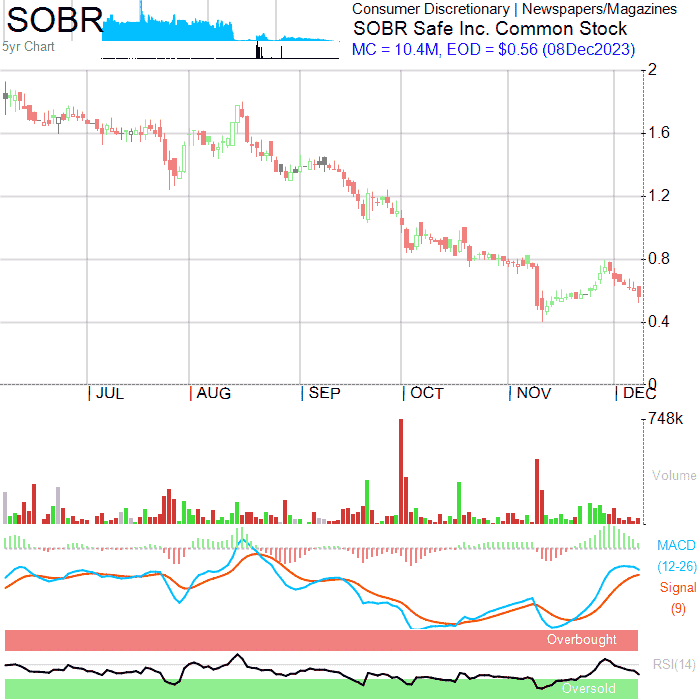 SOBR
5yr Chart
Consumer Discretionary | Newspapers/Magazines
SOBR Safe Inc. Common Stock
MC = 10.4M, EOD = $0.56 (08Dec2023)
2
1.6
1.2
0.8
0.4
0
JUL AUG SEP OCT NOV DEC
748k
Volume
MACD
(12-26)
Signal
(9)
Overbought
RSI(14)
Oversold